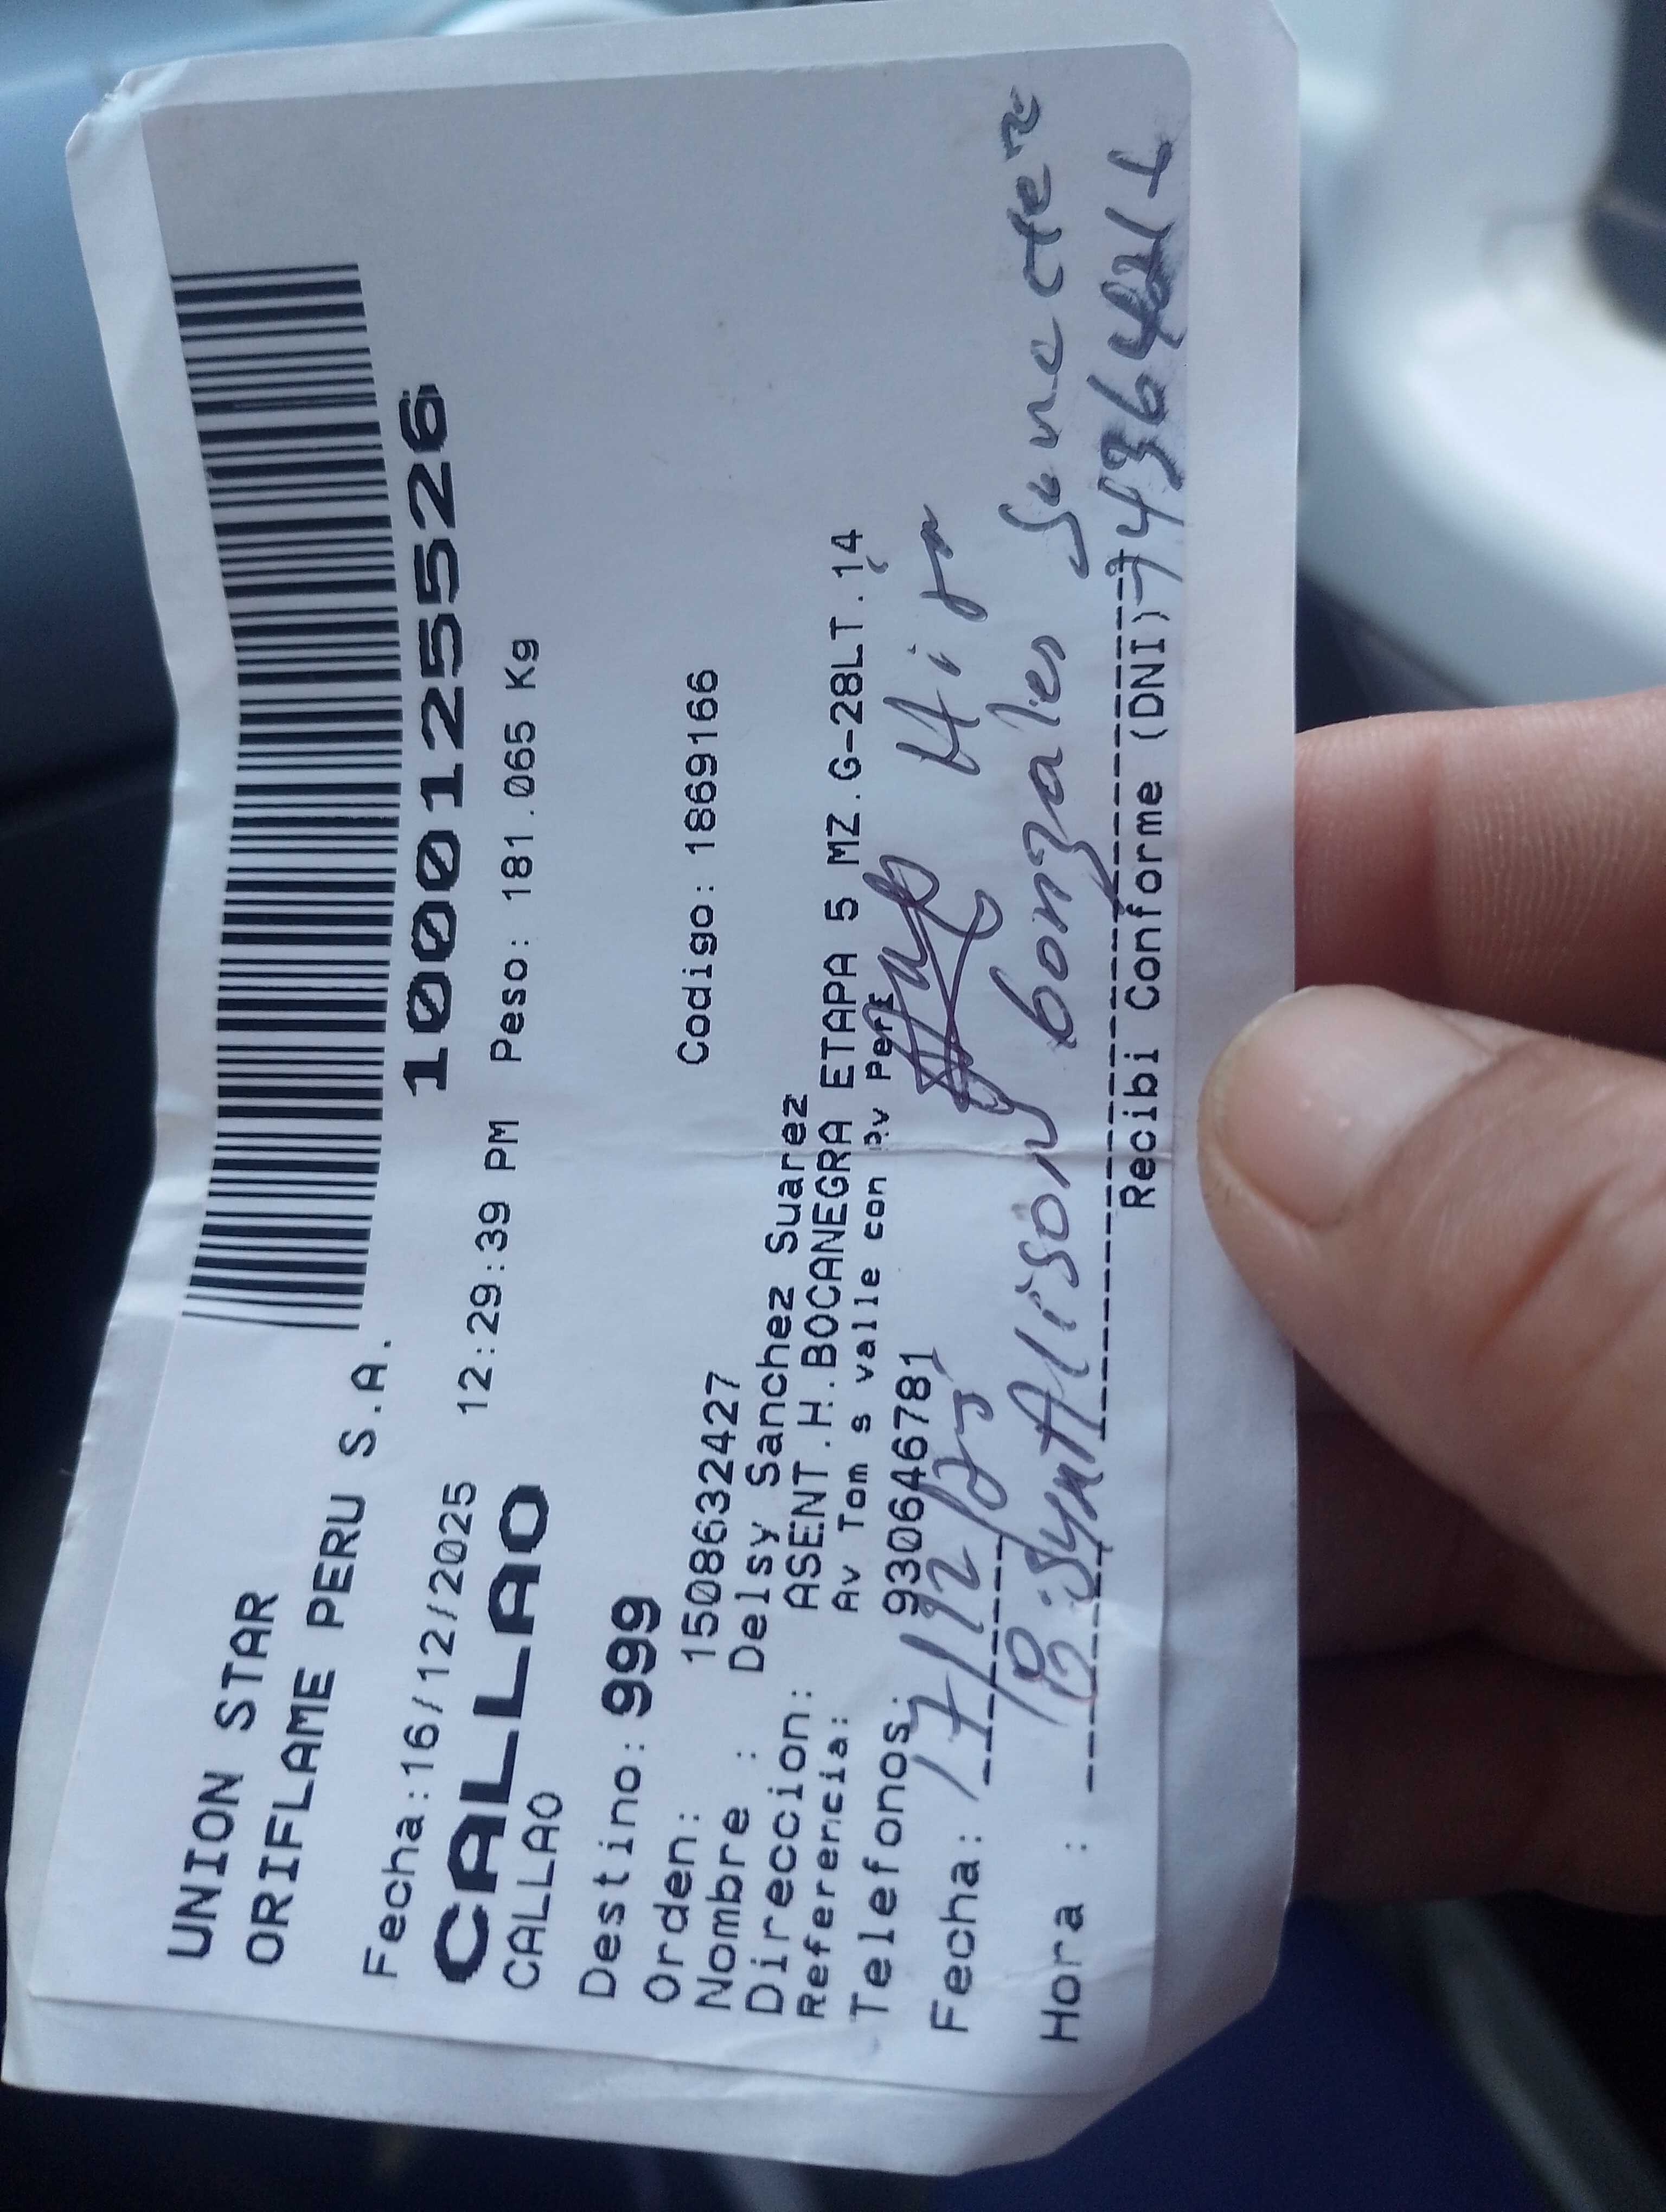 UNION STAR
ORIFLAME PERU S.A.
10001255526
Fecha:16/12/2025 12:29:39 PM Peso: 181.065 Kg
CALLAO
CALLAO
Destino: 999
Orden: 1508632427 Codigo: 1869166
Nombre : Delsy Sanchez Suarez
Direccion: ASENT.H.BOCANEGRA ETAPA 5 MZ.G-28LT.14
Referencia: Av Tom s valle con Av Per
Telefonos: 930646781
Fecha: 17/12/25
Hora : Allison gonzales
Recibi Conforme (DNI)